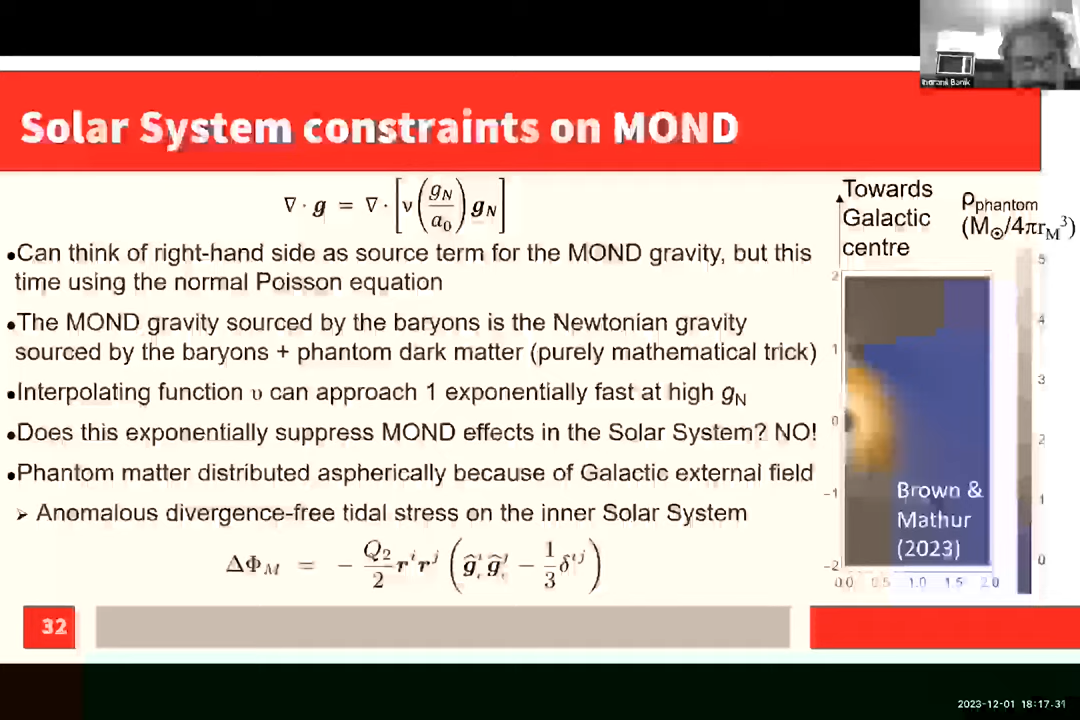 Solar System constraints on MOND
∇ · g = ∇ · [ν(g_N/a_0) g_N]
•Can think of right-hand side as source term for the MOND gravity, but this
time using the normal Poisson equation
•The MOND gravity sourced by the baryons is the Newtonian gravity
sourced by the baryons + phantom dark matter (purely mathematical trick)
•Interpolating function υ can approach 1 exponentially fast at high g_N
•Does this exponentially suppress MOND effects in the Solar System? NO!
•Phantom matter distributed aspherically because of Galactic external field
➢ Anomalous divergence-free tidal stress on the inner Solar System
ΔΦ_M = − Q_2/2 r^i r^j
1/3
Towards
Galactic
centre
ρ_phantom
(M_☉/4πr_M^3)
2
1
0
−1
−2
0.0 0.5 1.0 1.5 2.0
5
4
3
2
1
0
Brown &
Mathur
(2023)
32
Banik
2023-12-01 18:17:31